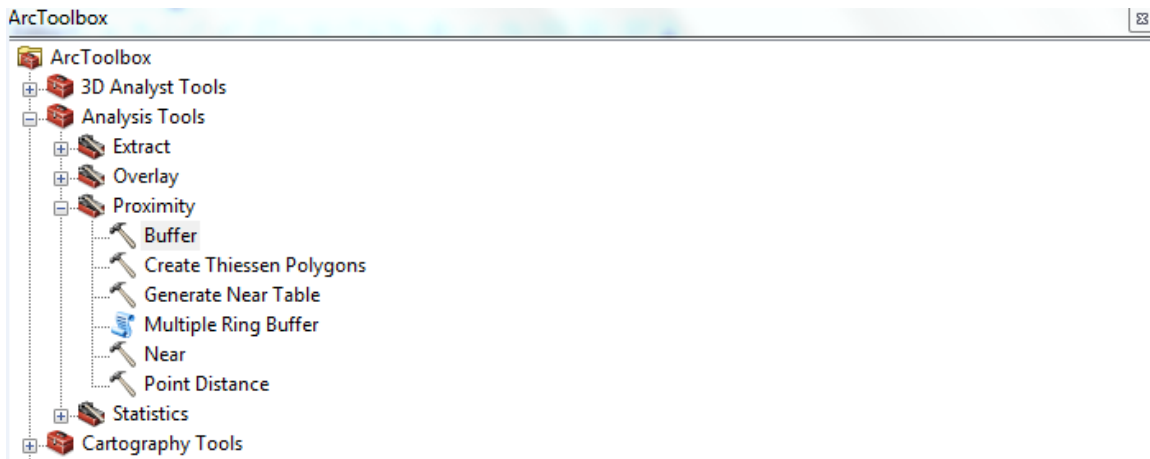 ArcToolbox
ArcToolbox
3D Analyst Tools
Analysis Tools
Extract
Overlay
Proximity
Buffer
Create Thiessen Polygons
Generate Near Table
Multiple Ring Buffer
Near
Point Distance
Statistics
Cartography Tools